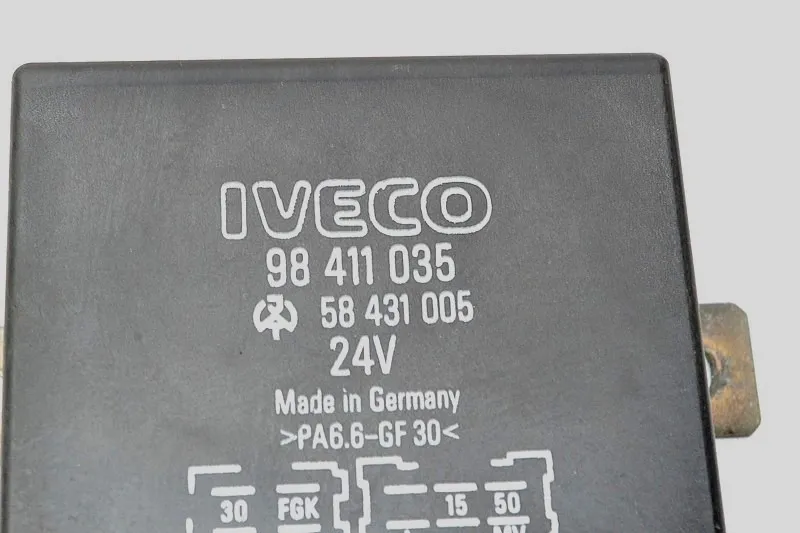 IVECO
98 411 035
58 431 005
24V
Made in Germany
>PA6.6-GF 30<
30 FGK 15 50